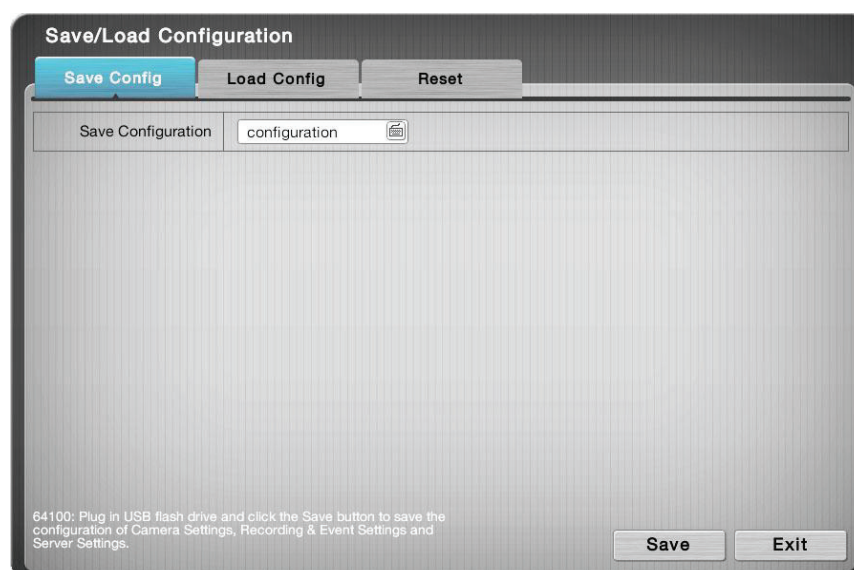 Save/Load Configuration
Save Config
Load Config
Reset
Save Configuration
configuration
64100: Plug in USB flash drive and click the Save button to save the
configuration of Camera Settings, Recording & Event Settings and
Server Settings.
Save
Exit